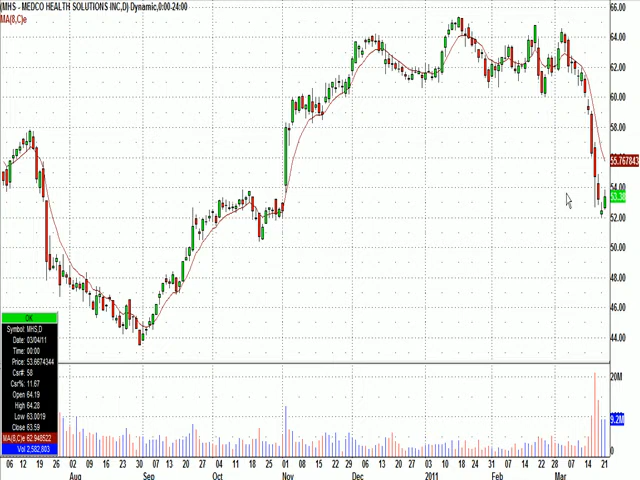 (MHS - MEDCO HEALTH SOLUTIONS INC,D) Dynamic,0:00-24:00
MA(8,C)e
66.00
64.00
62.00
60.00
58.00
55.767843
54.00
52.00
50.00
48.00
46.00
44.00
20M
9.2M
0
OK
Symbol: MHS,D
Date: 03/04/11
Time: 00:00
Price: 53.6674344
Csr#: 58
Csr%: 11.67
Open 64.19
High 64.28
Low 63.0019
Close 63.59
MA(8,C)e 62.948522
Vol 2,582,803
06 12 19 26 02 09 16 23 30 07 13 20 27 04 11 18 25 01 08 15 22 29 06 13 20 27 03 10 18 24 31 07 14 22 28 07 14 21
Aug Sep Oct Nov Dec 2011 Feb Mar